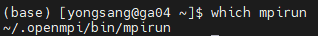 (base) [yongsang@ga04 ~]$ which mpirun
~/.openmpi/bin/mpirun